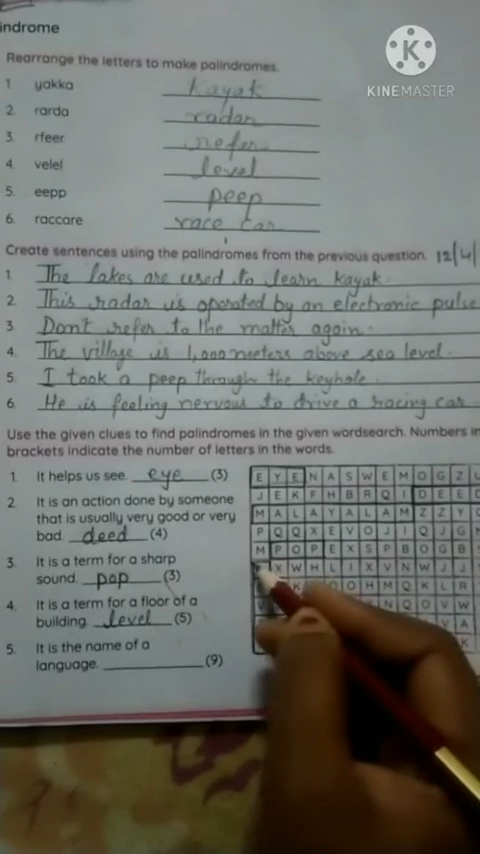 indrome
K
KINEMASTER
Rearrange the letters to make palindromes.
1 yakka kayak
2. rarda radar
3. rfeer refer
4. velel level
5. eepp peep
6. raccare race car
Create sentences using the palindromes from the previous question. 12/4/
1. The lakes are used to learn kayak.
2. This radar is oporated by an electronic pulse
3. Don't refer to the matter again.
4. The village is 1,000 meters above sea level.
5. I took a peep through the keyhole.
6. He is feeling nervous to drive a racing car
Use the given clues to find palindromes in the given wordsearch. Numbers in
brackets indicate the number of letters in the words.
1. It helps us see. eye (3)
2. It is an action done by someone
that is usually very good or very
bad. deed (4)
3. It is a term for a sharp
sound. pop (3)
4. It is a term for a floor of a
building. level (5)
5. It is the name of a
language. (9)
E Y E N A S W E M O G Z L
J E K F H B R Q I D E E D
M A L A Y A L A M Z Z Y
P Q Q X E V O J I Q J G
M P O P E X S P B O G B
X W H L I X V N W J J
K O H M Q K L R
N Q O V W
Y A
K